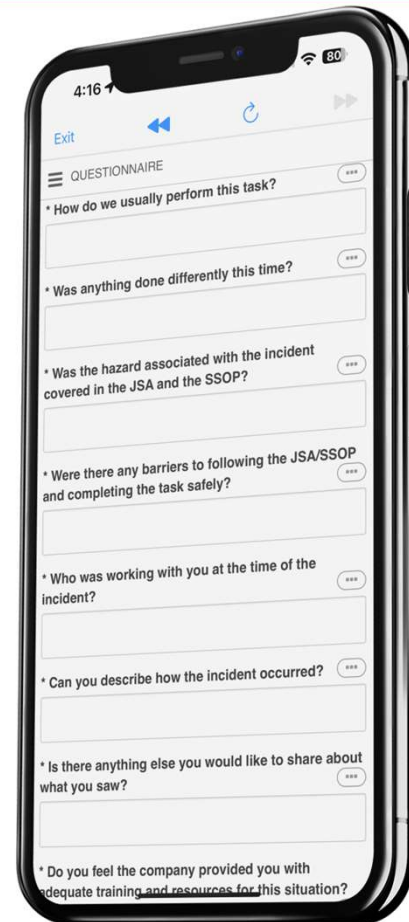 4:16
80
Exit
QUESTIONNAIRE
* How do we usually perform this task?
* Was anything done differently this time?
* Was the hazard associated with the incident
covered in the JSA and the SSOP?
* Were there any barriers to following the JSA/SSOP
and completing the task safely?
* Who was working with you at the time of the
incident?
* Can you describe how the incident occurred?
* Is there anything else you would like to share about
what you saw?
* Do you feel the company provided you with
adequate training and resources for this situation?